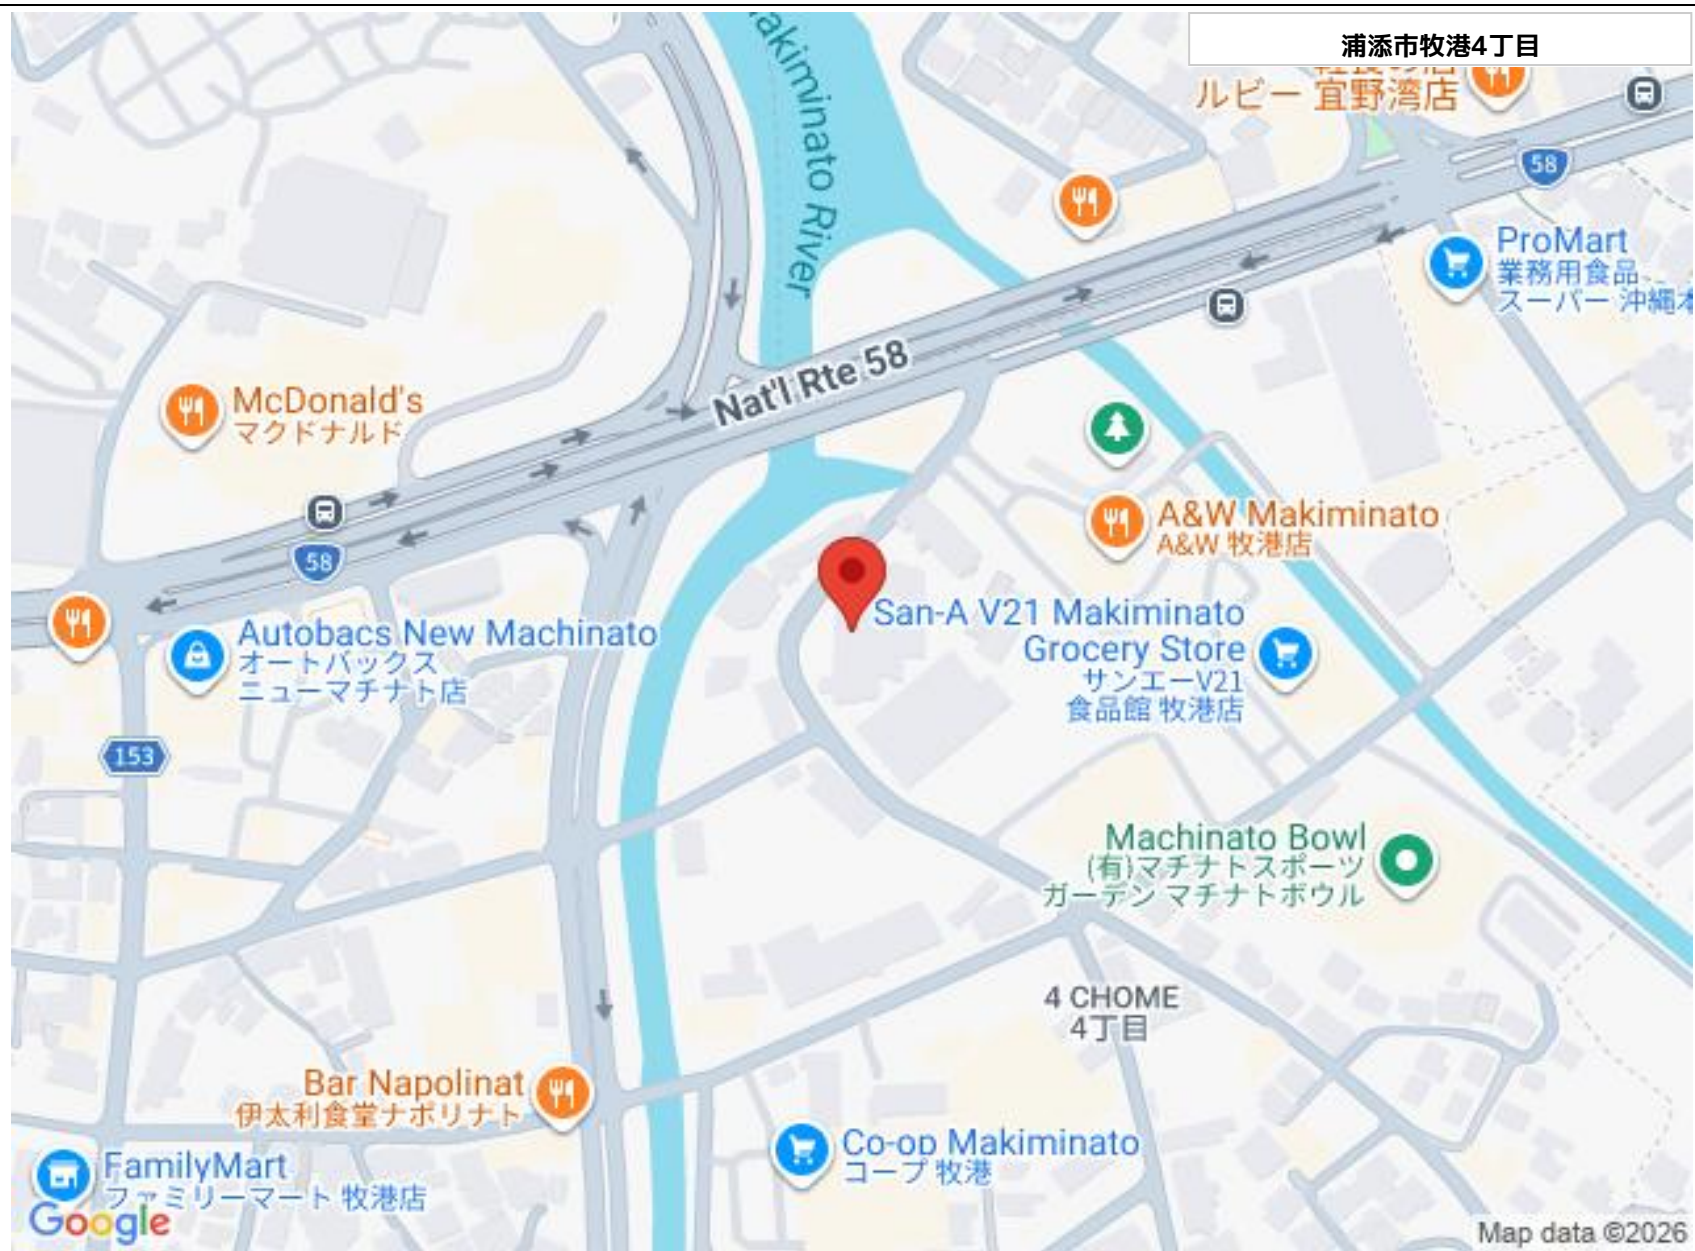 浦添市牧港4丁目
ルビー 宜野湾店
58
Makiminato River
ProMart
業務用食品
スーパー 沖縄本
Nat'l Rte 58
McDonald's
マクドナルド
A&W Makiminato
A&W 牧港店
58
San-A V21 Makiminato
Grocery Store
サンエーV21
食品館 牧港店
Autobacs New Machinato
オートバックス
ニューマチナト店
153
Machinato Bowl
(有)マチナトスポーツ
ガーデン マチナトボウル
4 CHOME
4丁目
Bar Napolinat
伊太利食堂ナポリナト
Co-op Makiminato
コープ 牧港
FamilyMart
ファミリーマート 牧港店
Google
Map data ©2026